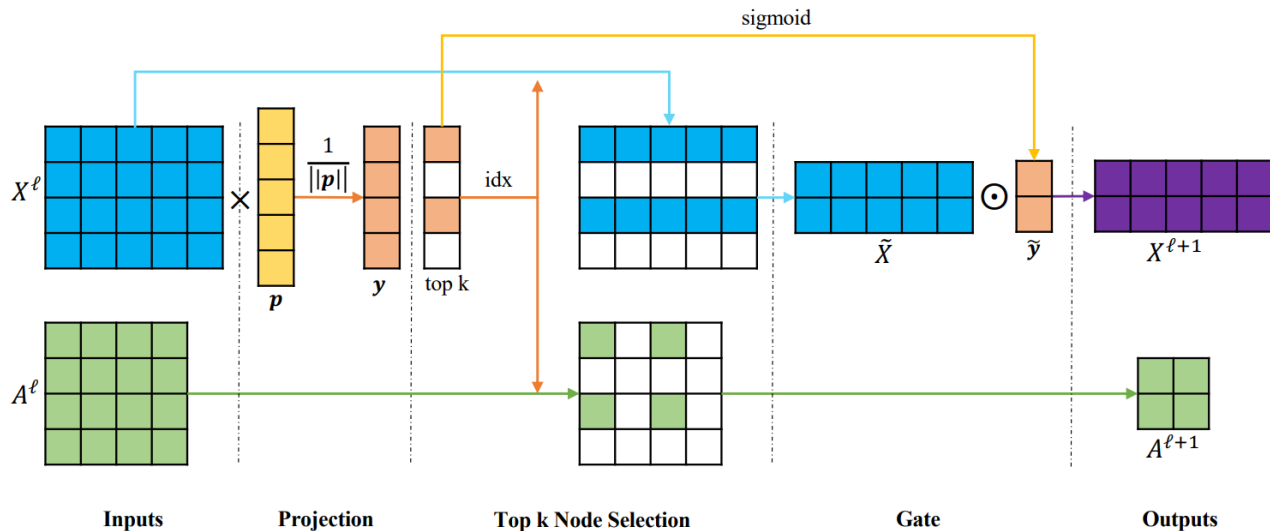 sigmoid
X^ℓ
×
1
||p||
idx
⊙
p
y
top k
X̃
ỹ
X^{ℓ+1}
A^ℓ
A^{ℓ+1}
Inputs
Projection
Top k Node Selection
Gate
Outputs